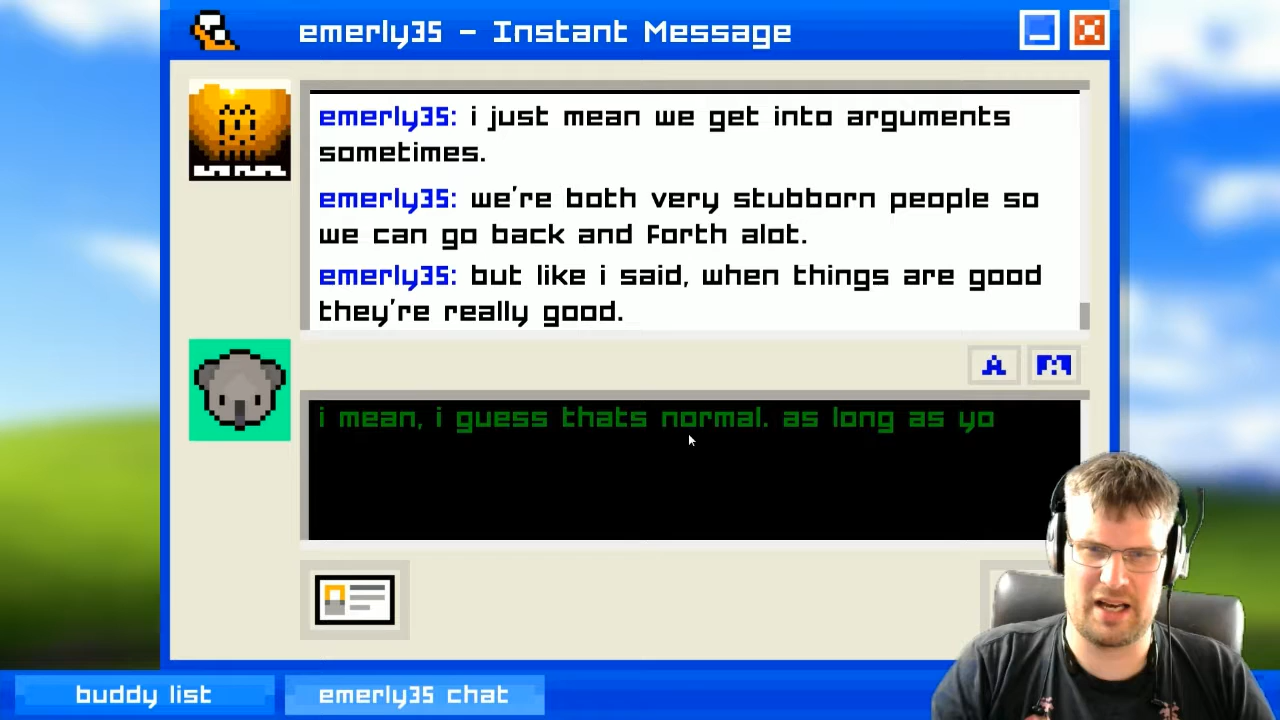 emerly35 - Instant Message
emerly35: i just mean we get into arguments
sometimes.
emerly35: we're both very stubborn people so
we can go back and forth alot.
emerly35: but like i said, when things are good
they're really good.
A
i mean, i guess thats normal. as long as yo
buddy list
emerly35 chat